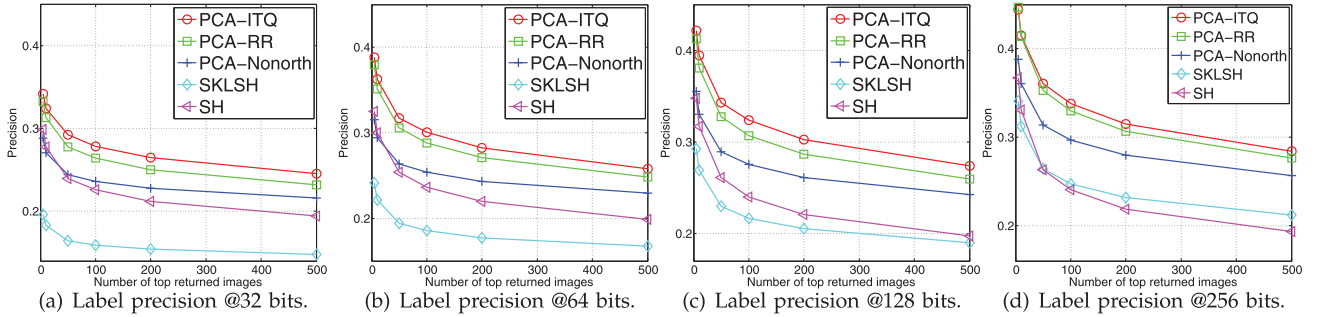 PCA−ITQ
PCA−RR
PCA−Nonorth
SKLSH
SH
Precision
0.4
0.3
0.2
0 100 200 300 400 500
Number of top returned images
(a) Label precision @32 bits.
PCA−ITQ
PCA−RR
PCA−Nonorth
SKLSH
SH
Precision
0.4
0.3
0.2
0 100 200 300 400 500
Number of top returned images
(b) Label precision @64 bits.
PCA−ITQ
PCA−RR
PCA−Nonorth
SKLSH
SH
Precision
0.4
0.3
0.2
0 100 200 300 400 500
Number of top returned images
(c) Label precision @128 bits.
PCA−ITQ
PCA−RR
PCA−Nonorth
SKLSH
SH
Precision
0.4
0.3
0.2
0 100 200 300 400 500
Number of top returned images
(d) Label precision @256 bits.